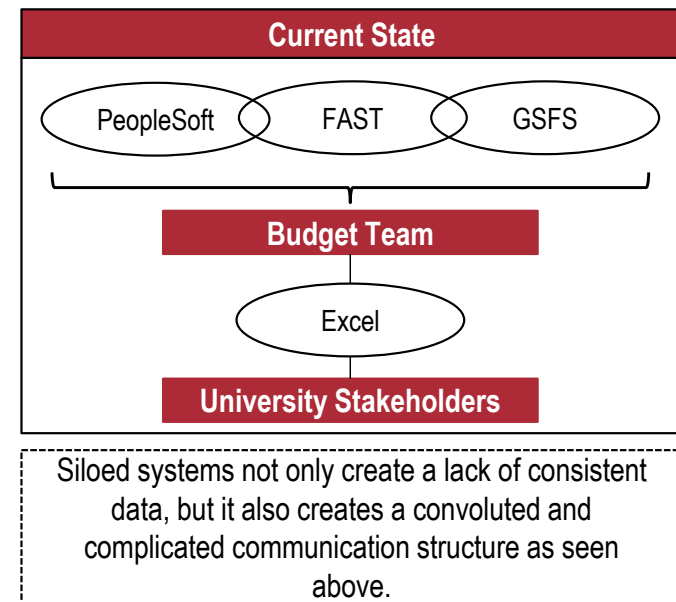 Current State
PeopleSoft FAST GSFS
Budget Team
Excel
University Stakeholders
Siloed systems not only create a lack of consistent
data, but it also creates a convoluted and
complicated communication structure as seen
above.